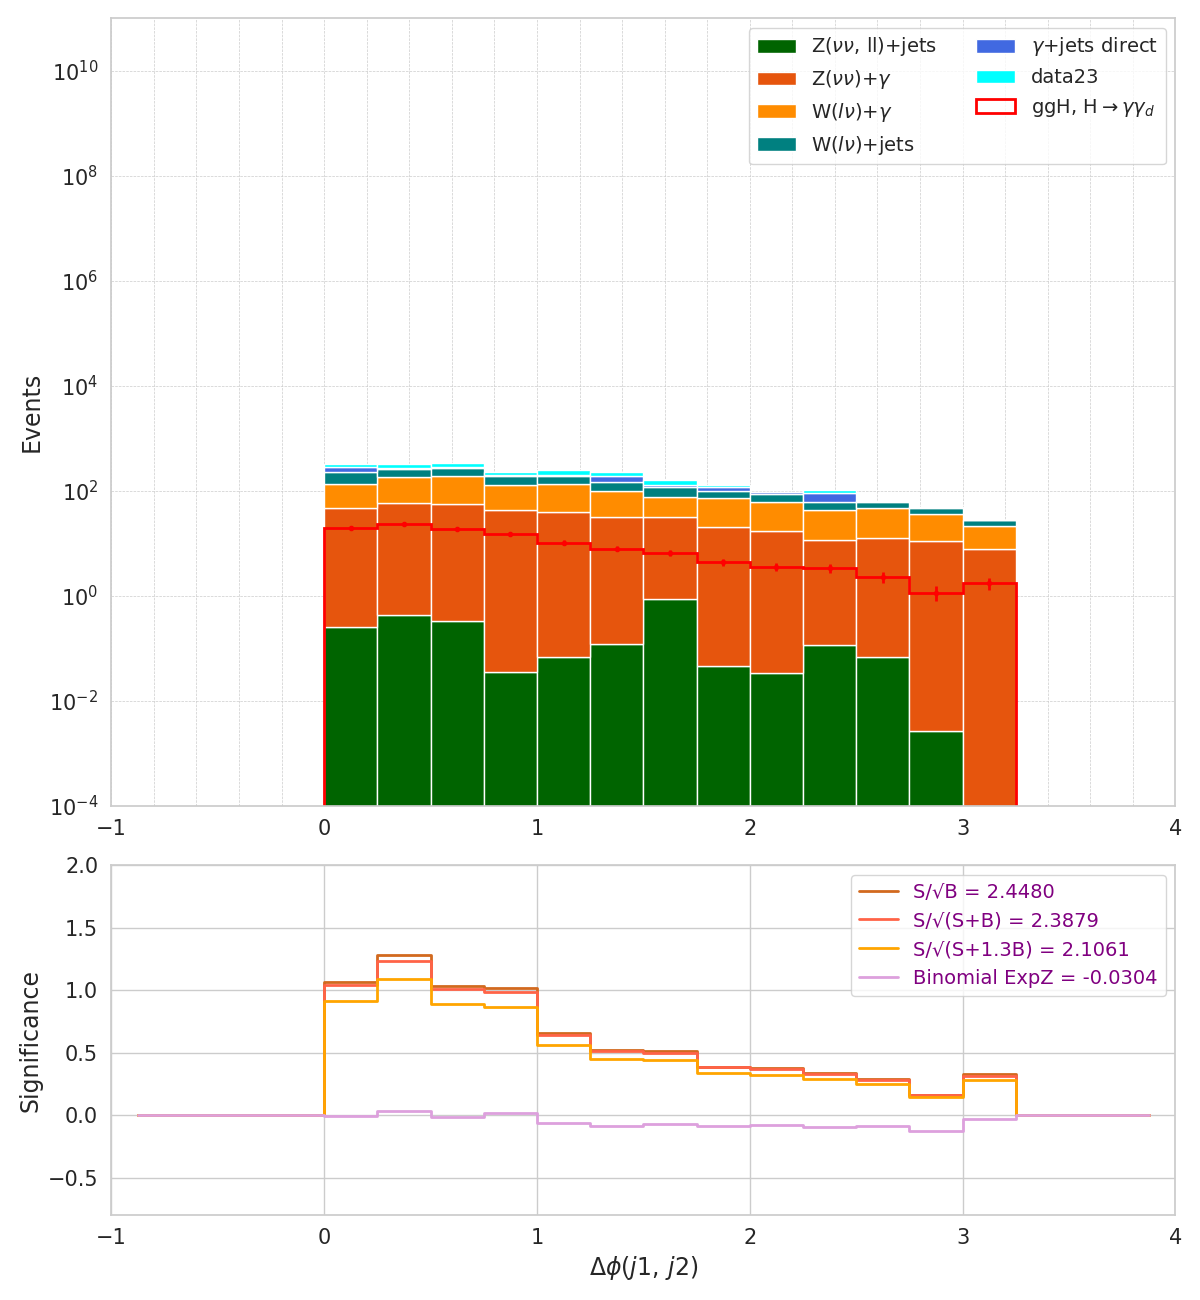 Z(νν, ll)+jets
Z(νν)+γ
W(lν)+γ
W(lν)+jets
γ+jets direct
data23
ggH, H→γγ_d
Events
10^10
10^8
10^6
10^4
10^2
10^0
10^−2
10^−4
−1 0 1 2 3 4
S/√B = 2.4480
S/√(S+B) = 2.3879
S/√(S+1.3B) = 2.1061
Binomial ExpZ = -0.0304
Significance
2.0
1.5
1.0
0.5
0.0
−0.5
−1 0 1 2 3 4
Δϕ(j1, j2)